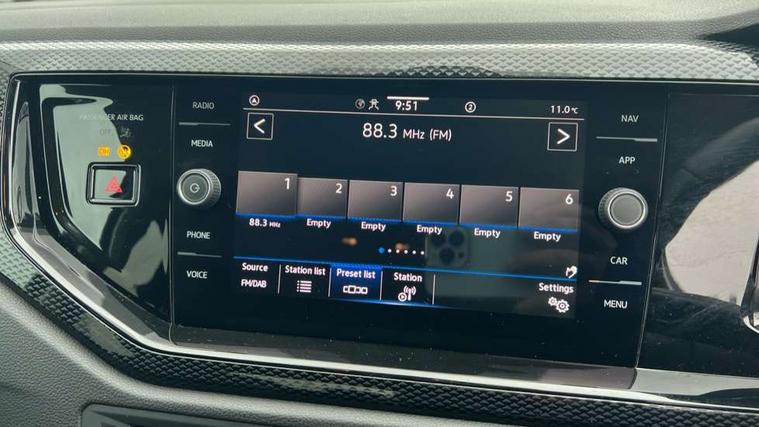 PASSENGER AIR BAG
OFF
ON
RADIO
MEDIA
PHONE
VOICE
9:51
2
11.0°C
88.3 MHz (FM)
1 2 3 4 5 6
88.3 MHz Empty Empty Empty Empty Empty
Source Station list Preset list Station Settings
FM/DAB
NAV
APP
CAR
MENU